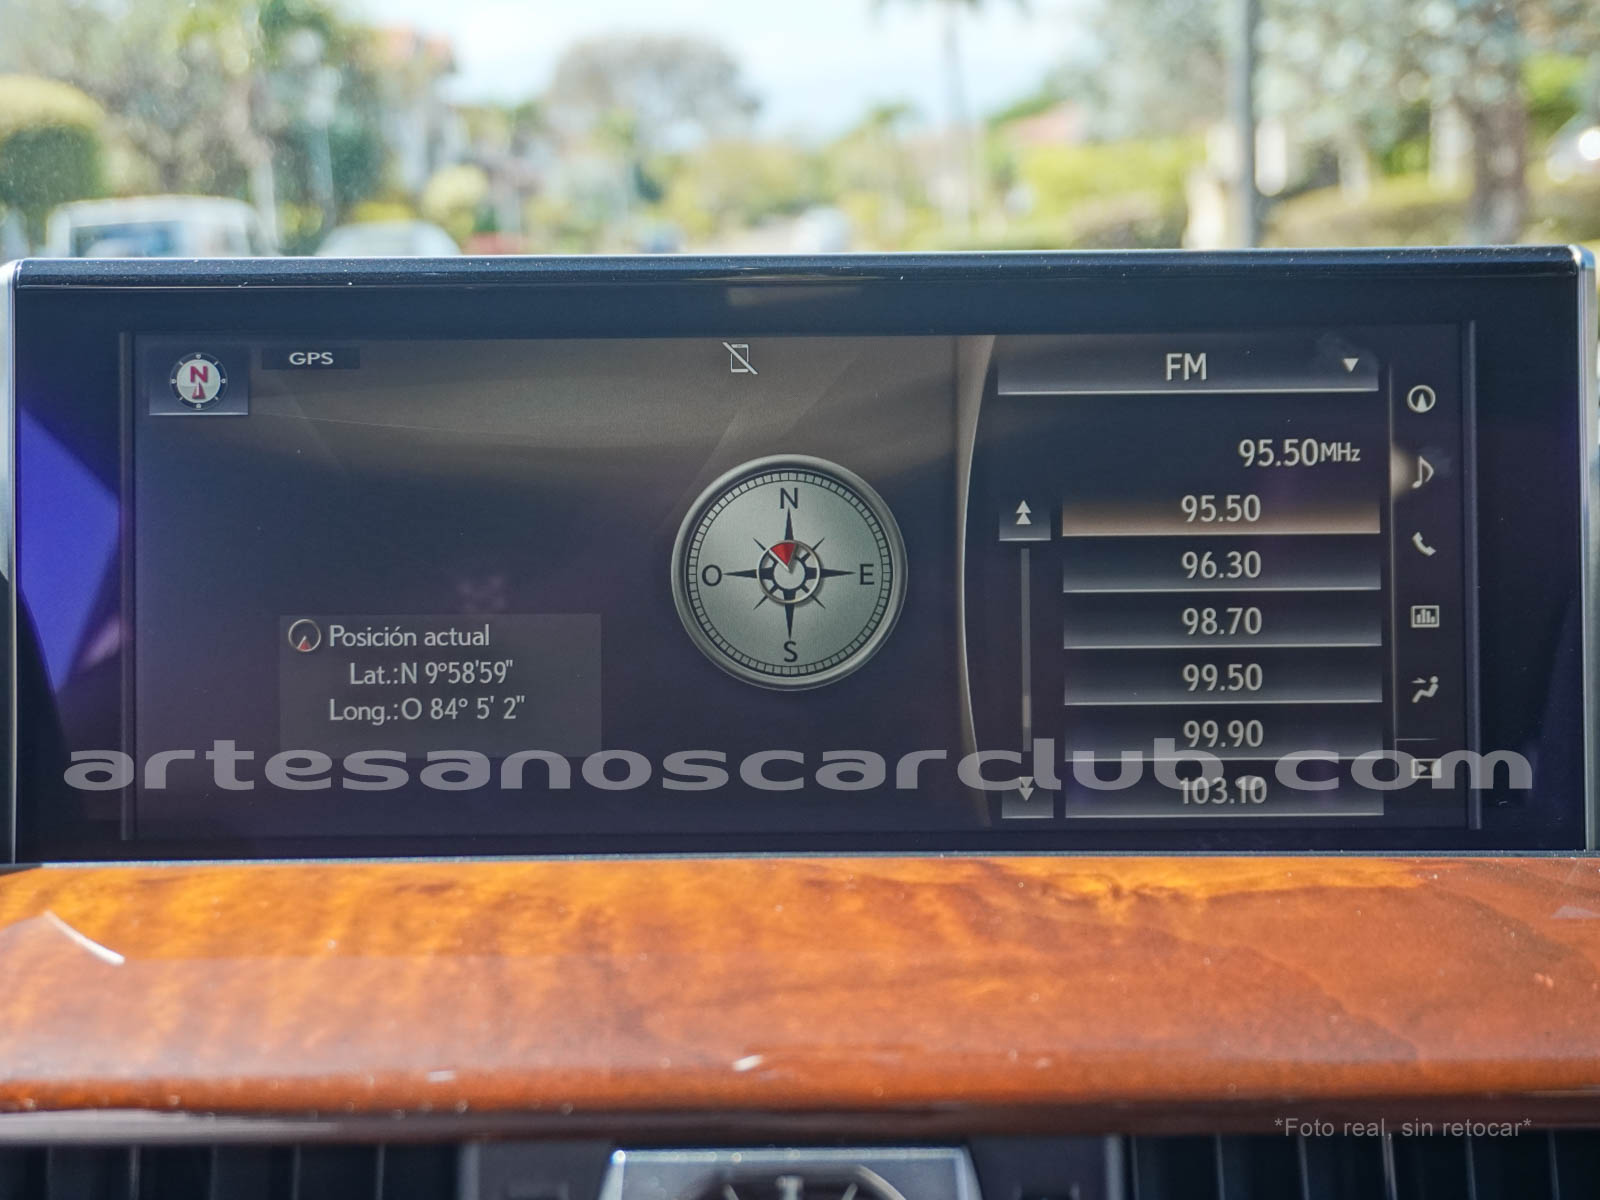 N
GPS
FM
95.50MHz
95.50
96.30
98.70
99.50
99.90
103.10
N
O E
S
Posición actual
Lat.:N 9°58'59"
Long.:O 84° 5' 2"
artesanoscarclub.com
*Foto real, sin retocar*